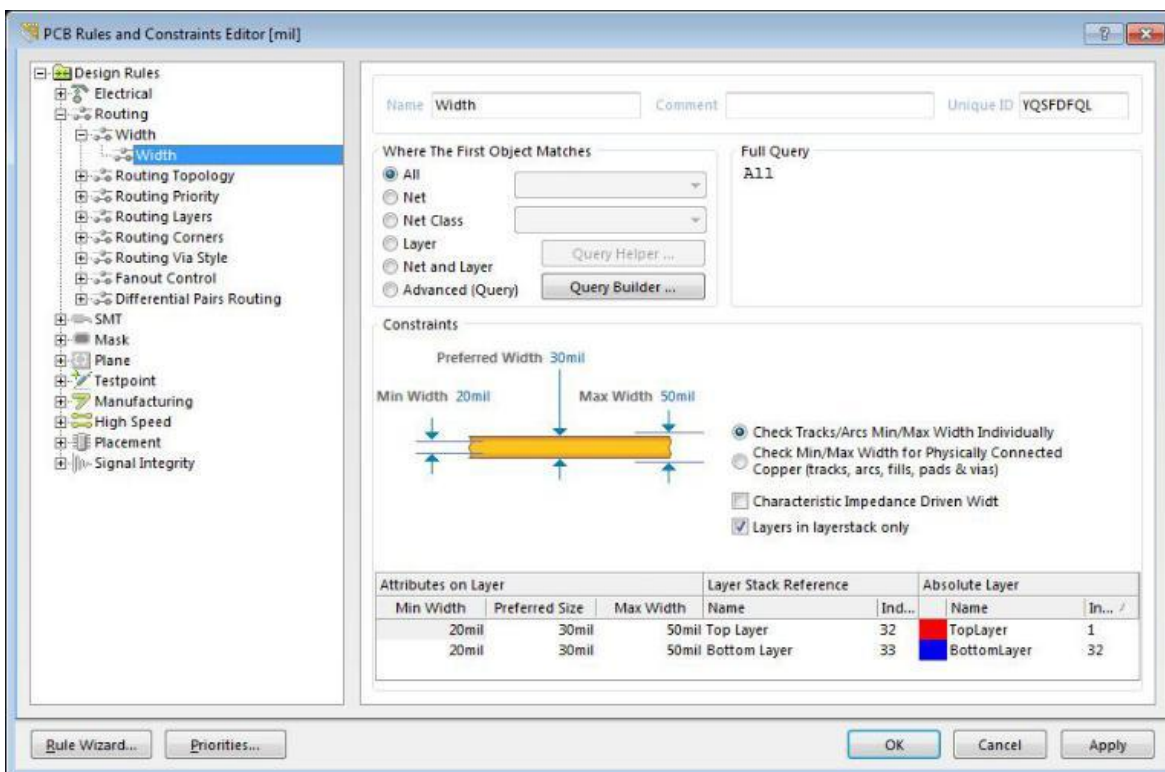 PCB Rules and Constraints Editor [mil]
Design Rules
Electrical
Routing
Width
Width
Routing Topology
Routing Priority
Routing Layers
Routing Corners
Routing Via Style
Fanout Control
Differential Pairs Routing
SMT
Mask
Plane
Testpoint
Manufacturing
High Speed
Placement
Signal Integrity
Name Width Comment Unique ID YQSFDFQL
Where The First Object Matches
All
Net
Net Class
Layer
Net and Layer
Advanced (Query)
Query Helper ...
Query Builder ...
Full Query
All
Constraints
Preferred Width 30mil
Min Width 20mil Max Width 50mil
Check Tracks/Arcs Min/Max Width Individually
Check Min/Max Width for Physically Connected
Copper (tracks, arcs, fills, pads & vias)
Characteristic Impedance Driven Widt
Layers in layerstack only
Attributes on Layer Layer Stack Reference Absolute Layer
Min Width Preferred Size Max Width Name Ind... Name In...
20mil 30mil 50mil Top Layer 32 TopLayer 1
20mil 30mil 50mil Bottom Layer 33 BottomLayer 32
Rule Wizard... Priorities... OK Cancel Apply